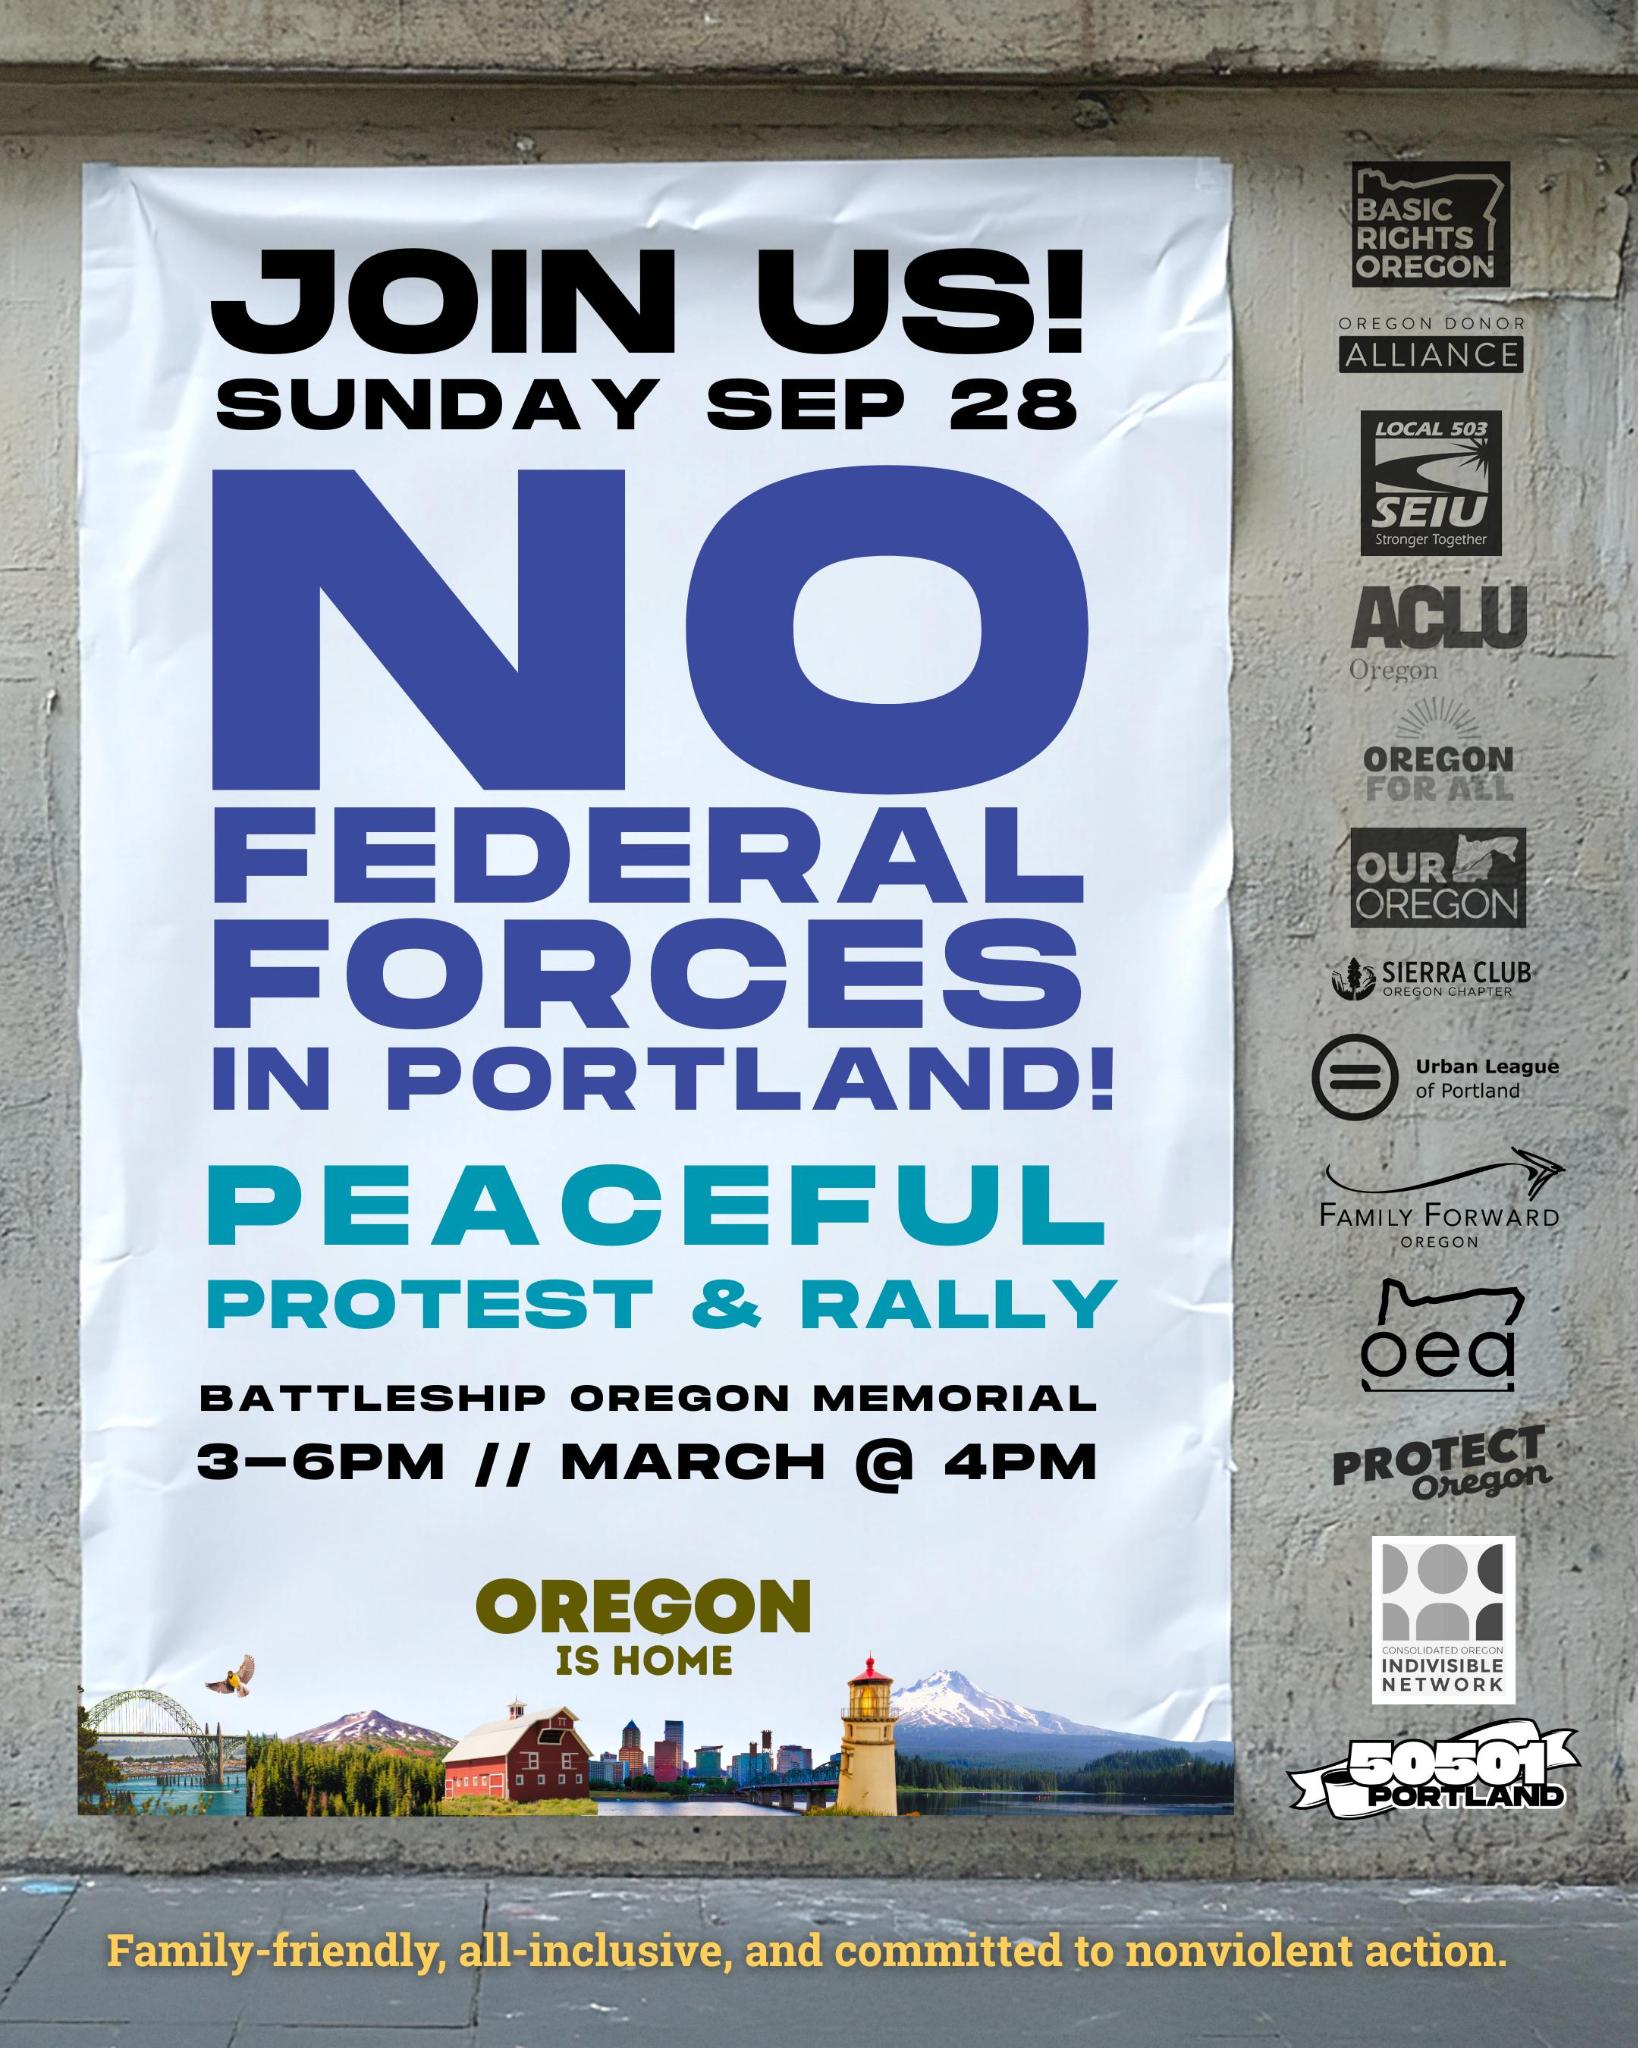 JOIN US!
SUNDAY SEP 28
NO
FEDERAL
FORCES
IN PORTLAND!
PEACEFUL
PROTEST & RALLY
BATTLESHIP OREGON MEMORIAL
3–6PM // MARCH @ 4PM
OREGON
IS HOME
BASIC
RIGHTS
OREGON
OREGON DONOR
ALLIANCE
LOCAL 503
SEIU
Stronger Together
ACLU
Oregon
OREGON
FOR ALL
OUR
OREGON
SIERRA CLUB
OREGON CHAPTER
Urban League
of Portland
FAMILY FORWARD
OREGON
oea
PROTECT
Oregon
CONSOLIDATED OREGON
INDIVISIBLE
NETWORK
50501
PORTLAND
Family-friendly, all-inclusive, and committed to nonviolent action.